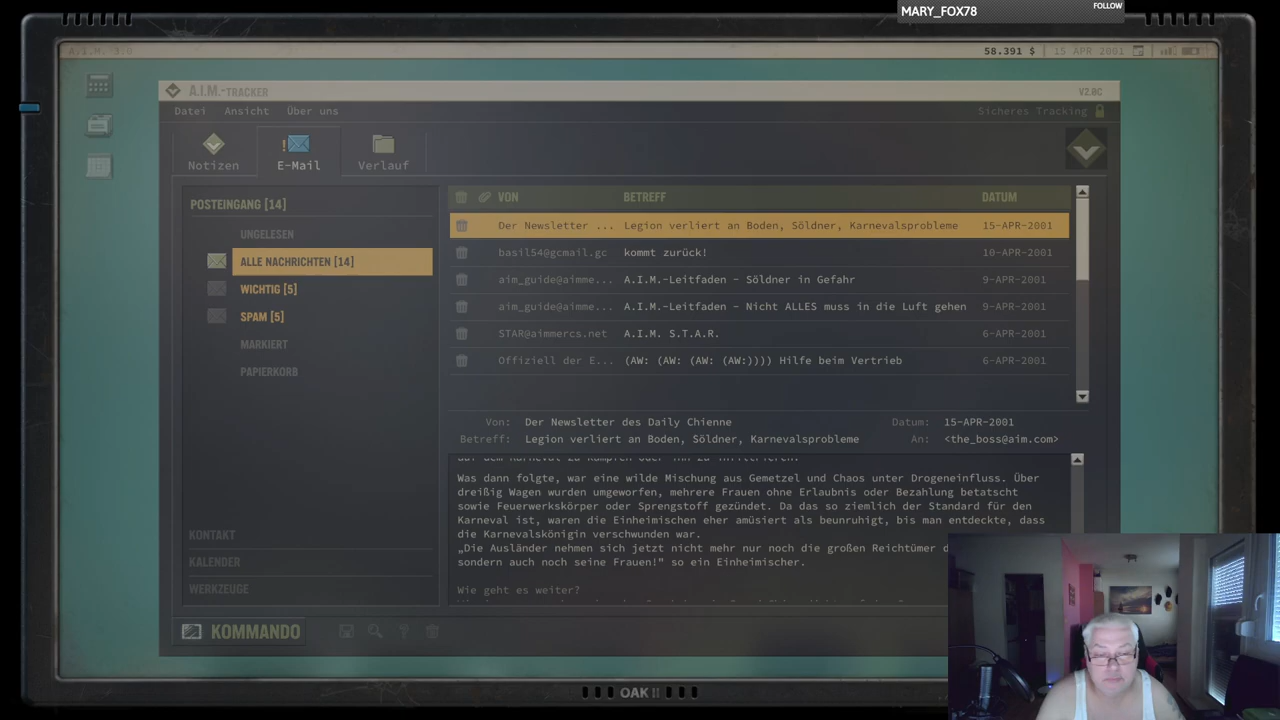 MARY_FOX78
FOLLOW
A.I.M. 3.0
58.391 $
15 APR 2001
A.I.M.-TRACKER
V2.0C
Datei Ansicht Über uns
Sicheres Tracking
Notizen
E-Mail
Verlauf
POSTEINGANG [14]
UNGELESEN
ALLE NACHRICHTEN [14]
WICHTIG [5]
SPAM [5]
MARKIERT
PAPIERKORB
KONTAKT
KALENDER
WERKZEUGE
KOMMANDO
VON BETREFF DATUM
Der Newsletter ... Legion verliert an Boden, Söldner, Karnevalsprobleme 15-APR-2001
basil54@gcmail.gc kommt zurück! 10-APR-2001
aim_guide@aimme... A.I.M.-Leitfaden - Söldner in Gefahr 9-APR-2001
aim_guide@aimme... A.I.M.-Leitfaden - Nicht ALLES muss in die Luft gehen 9-APR-2001
STAR@aimmercs.net A.I.M. S.T.A.R. 6-APR-2001
Offiziell der E... (AW: (AW: (AW: (AW:)))) Hilfe beim Vertrieb 6-APR-2001
Von: Der Newsletter des Daily Chienne Datum: 15-APR-2001
Betreff: Legion verliert an Boden, Söldner, Karnevalsprobleme An: <the_boss@aim.com>
Was dann folgte, war eine wilde Mischung aus Gemetzel und Chaos unter Drogeneinfluss. Über
dreißig Wagen wurden umgeworfen, mehrere Frauen ohne Erlaubnis oder Bezahlung betatscht
sowie Feuerwerkskörper oder Sprengstoff gezündet. Da das so ziemlich der Standard für den
Karneval ist, waren die Einheimischen eher amüsiert als beunruhigt, bis man entdeckte, dass
die Karnevalskönigin verschwunden war.
„Die Ausländer nehmen sich jetzt nicht mehr nur noch die großen Reichtümer
sondern auch noch seine Frauen!" so ein Einheimischer.
Wie geht es weiter?
OAK II